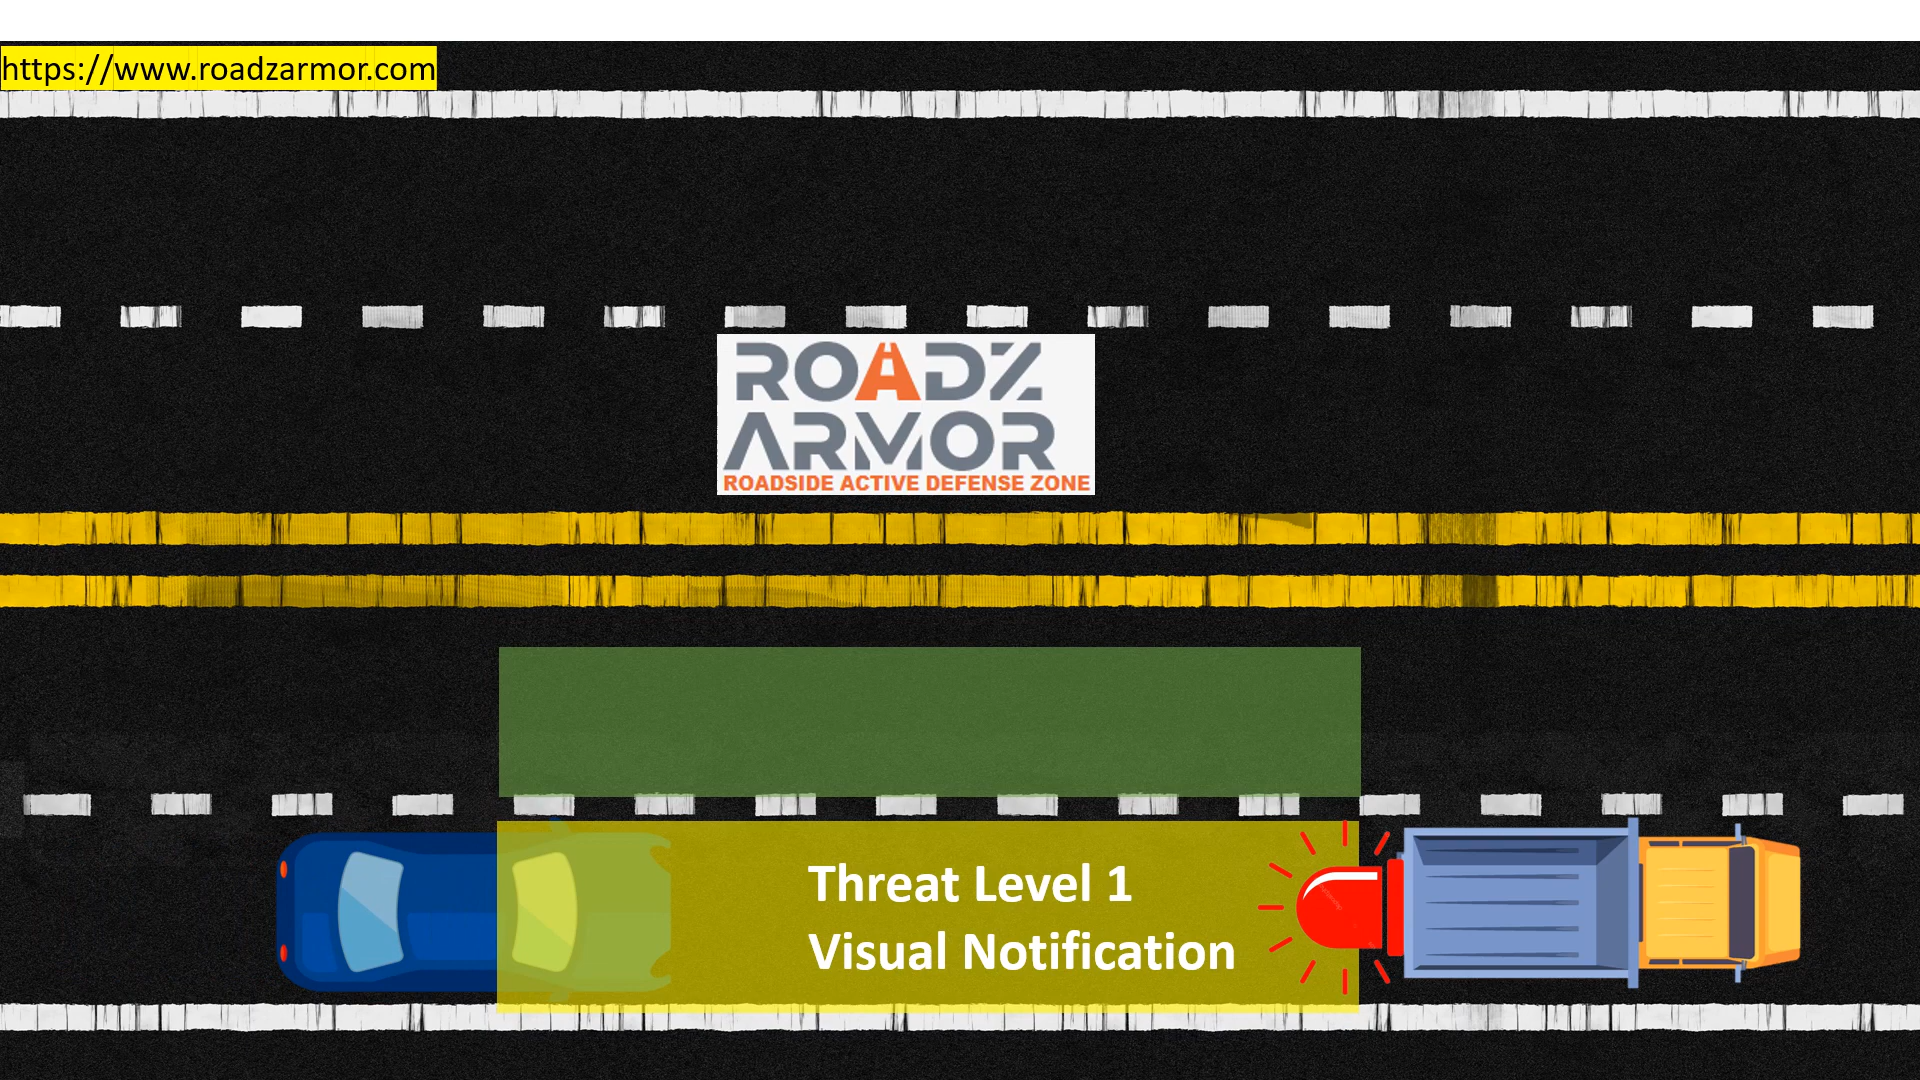 https://www.roadzarmor.com
ROADZ
ARMOR
ROADSIDE ACTIVE DEFENSE ZONE
Threat Level 1
Visual Notification